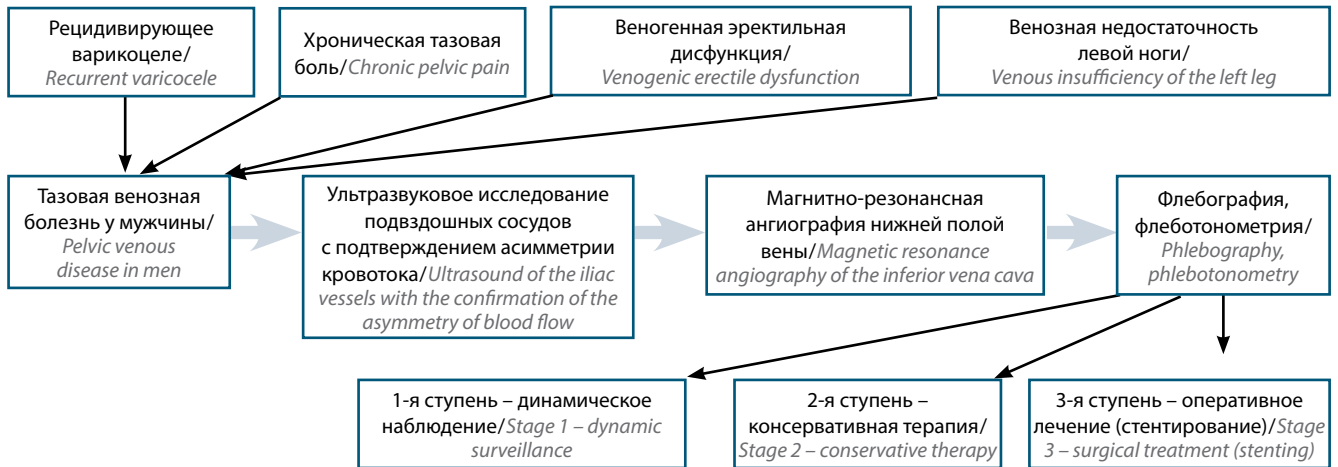 Рецидивирующее
варикоцеле/
Recurrent varicocele
Хроническая тазовая
боль/Chronic pelvic pain
Веногенная эректильная
дисфункция/
Venogenic erectile dysfunction
Венозная недостаточность
левой ноги/
Venous insufficiency of the left leg
Тазовая венозная
болезнь у мужчины/
Pelvic venous
disease in men
Ультразвуковое исследование
подвздошных сосудов
с подтверждением асимметрии
кровотока/Ultrasound of the iliac
vessels with the confirmation of the
asymmetry of blood flow
Магнитно-резонансная
ангиография нижней полой
вены/Magnetic resonance
angiography of the inferior vena cava
Флебография,
флеботонометрия/
Phlebography,
phlebotonometry
1-я ступень – динамическое
наблюдение/Stage 1 – dynamic
surveillance
2-я ступень –
консервативная терапия/
Stage 2 – conservative therapy
3-я ступень – оперативное
лечение (стентирование)/Stage
3 – surgical treatment (stenting)